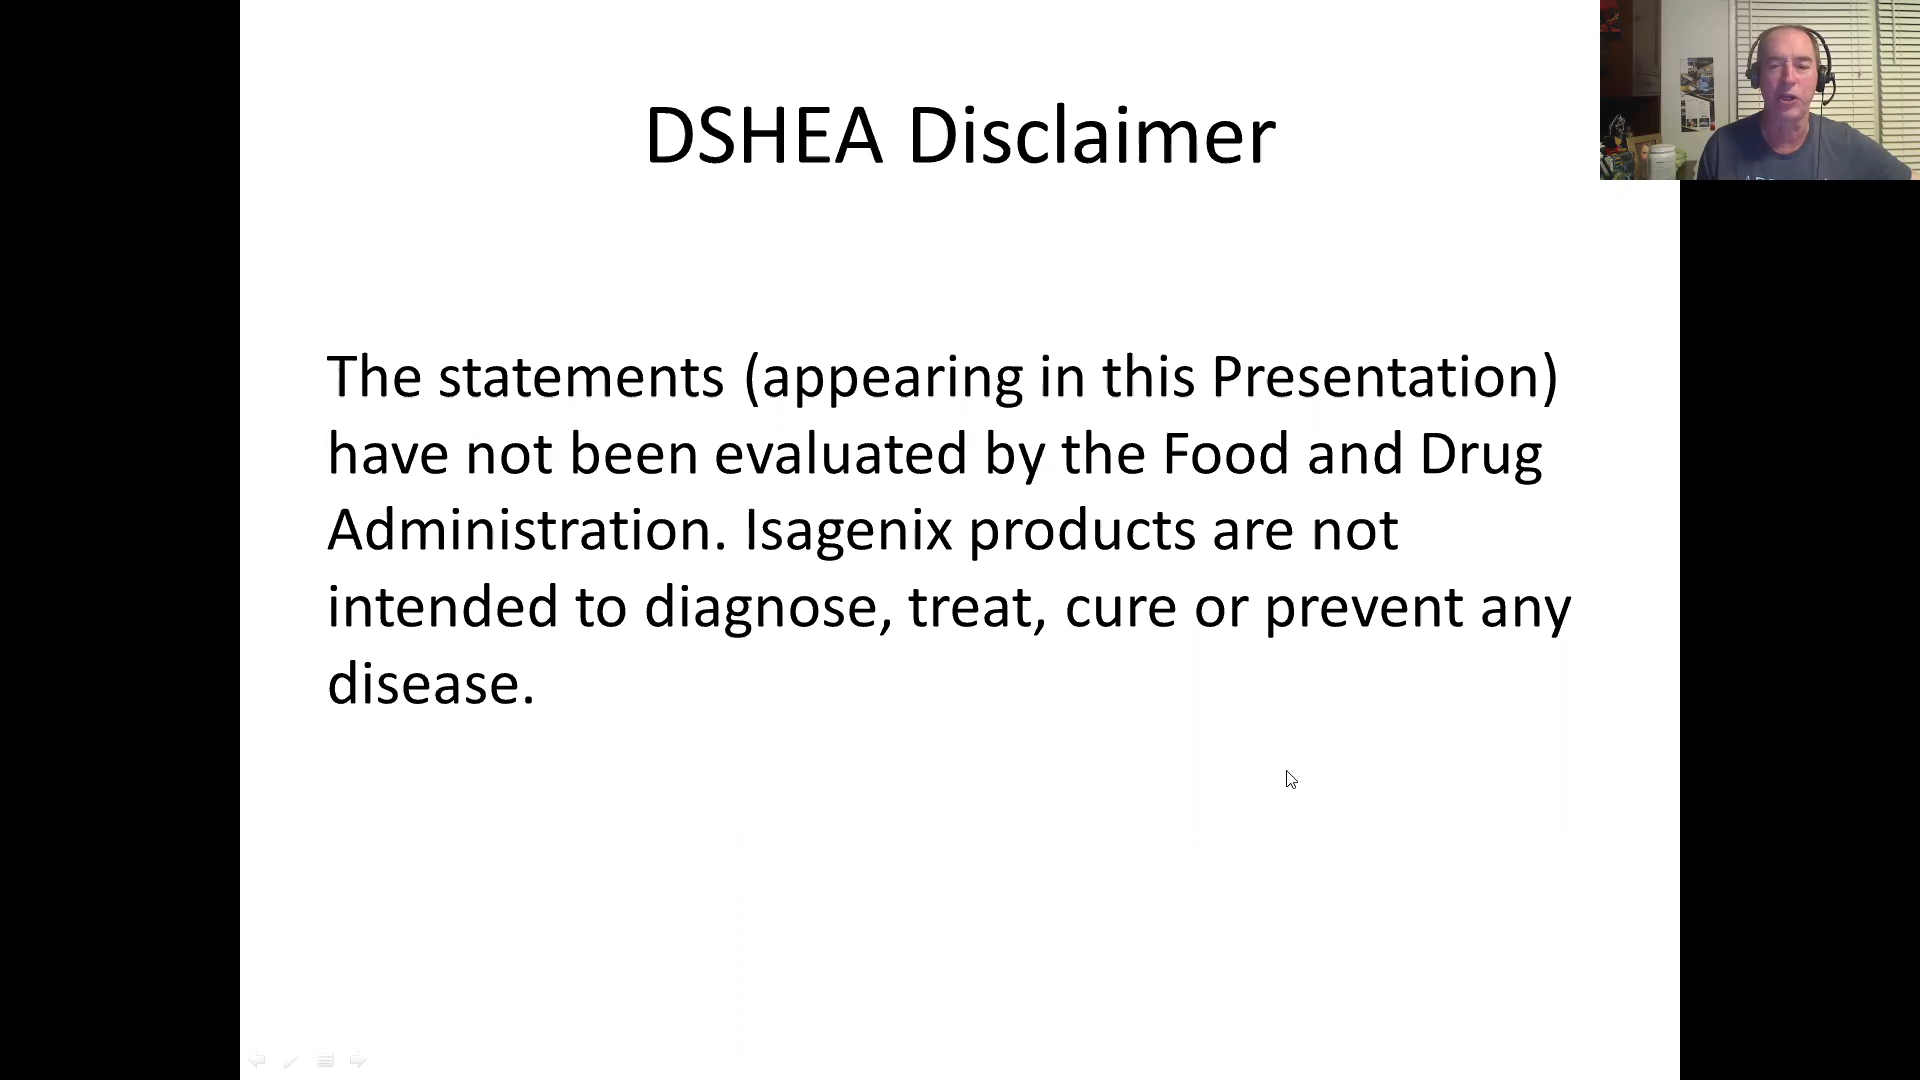 DSHEA Disclaimer
The statements (appearing in this Presentation)
have not been evaluated by the Food and Drug
Administration. Isagenix products are not
intended to diagnose, treat, cure or prevent any
disease.